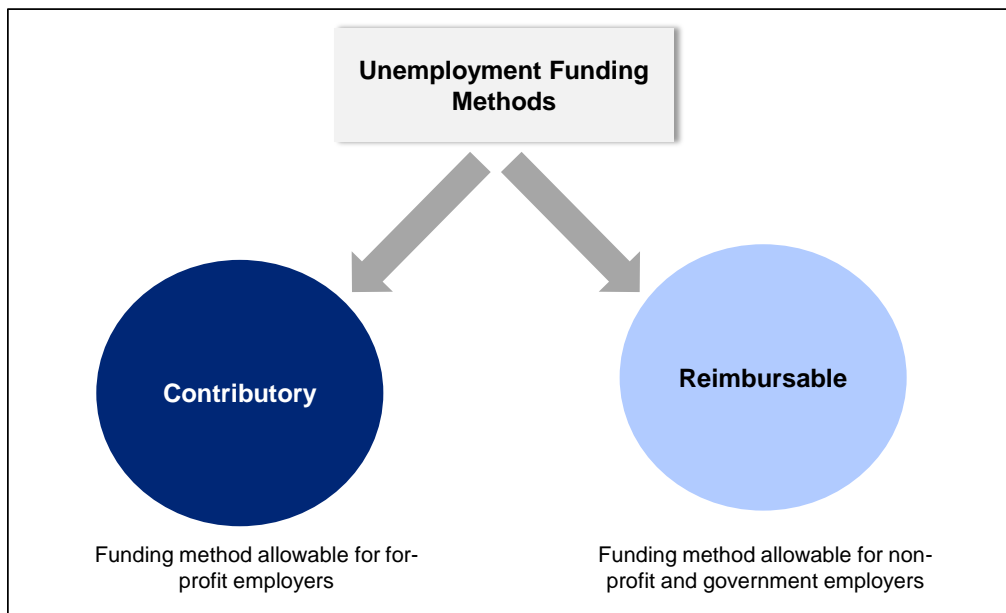 Unemployment Funding
Methods
Contributory
Reimbursable
Funding method allowable for for-
profit employers
Funding method allowable for non-
profit and government employers